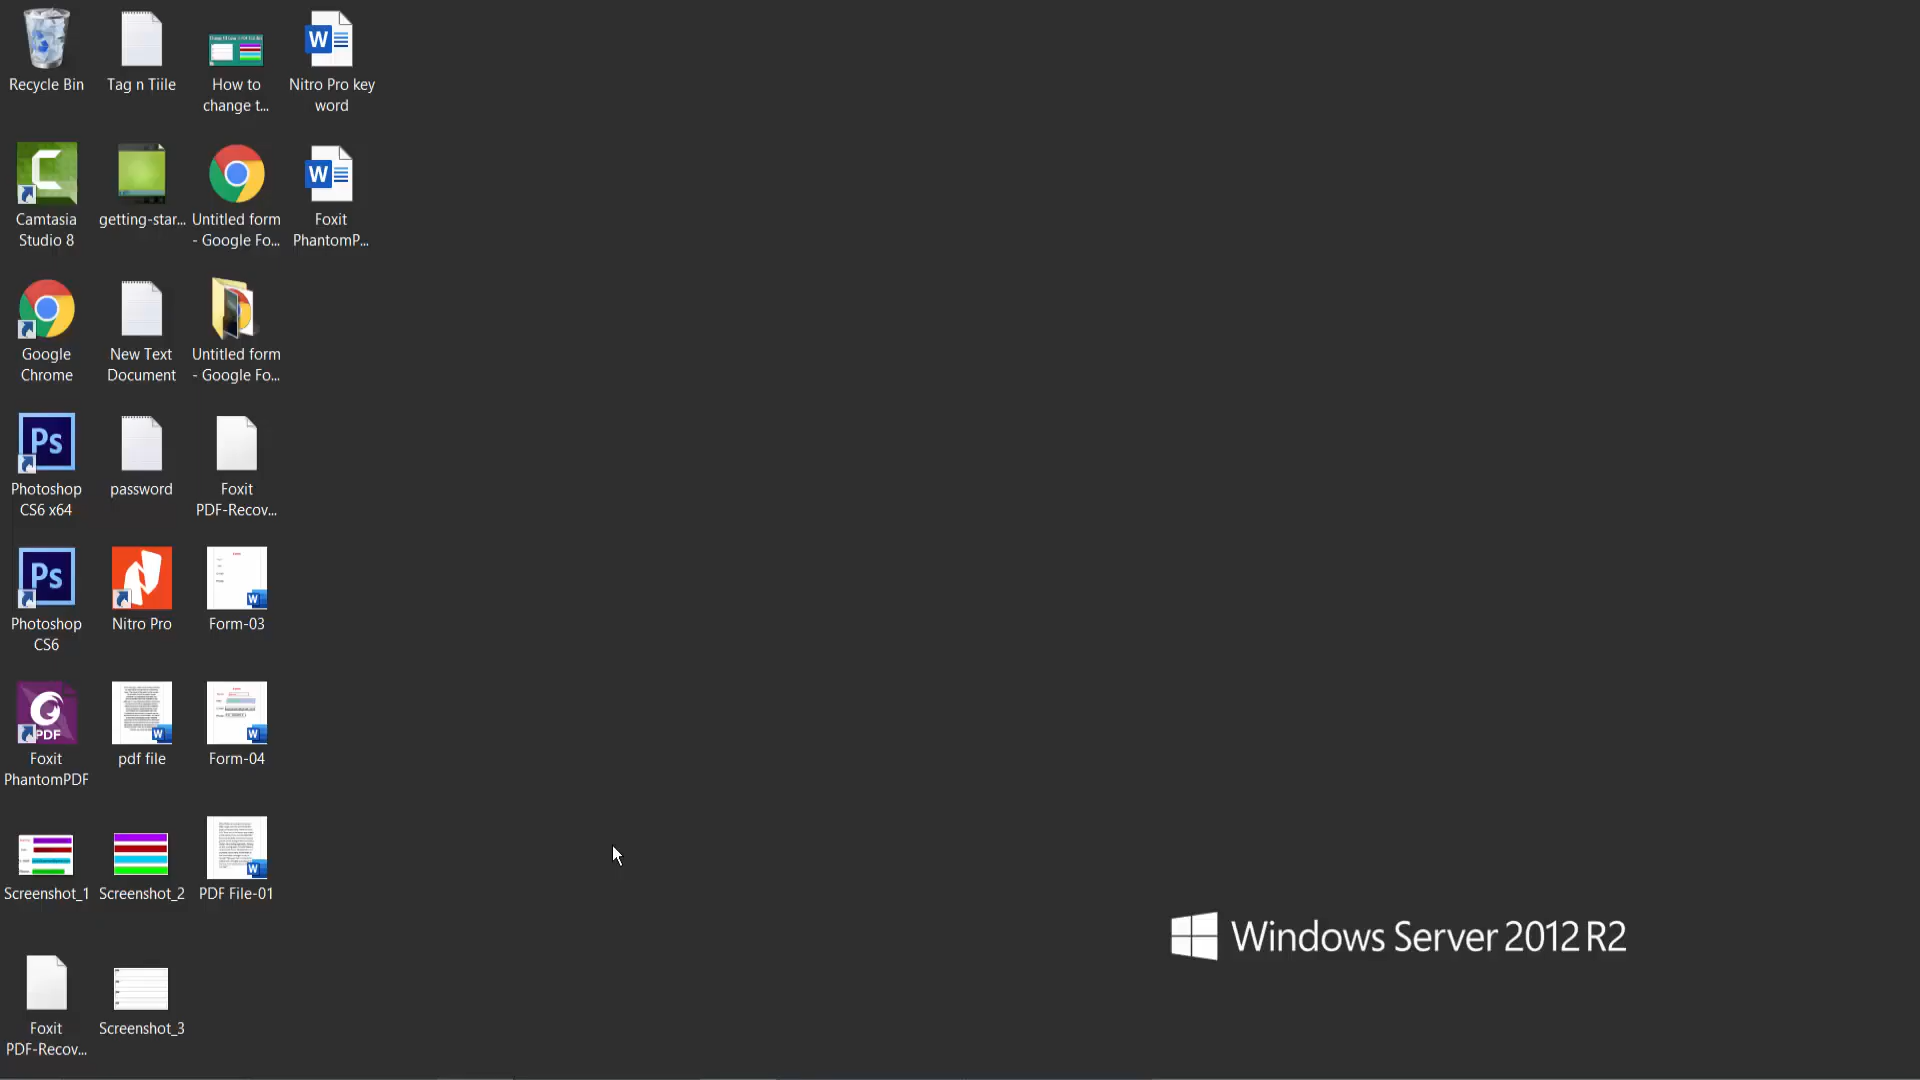 Recycle Bin
Tag n Tiile
How to
change t...
Nitro Pro key
word
Camtasia
Studio 8
getting-star...
Untitled form
- Google Fo...
Foxit
PhantomP...
Google
Chrome
New Text
Document
Untitled form
- Google Fo...
Photoshop
CS6 x64
password
Foxit
PDF-Recov...
Photoshop
CS6
Nitro Pro
Form-03
Foxit
PhantomPDF
pdf file
Form-04
Screenshot_1
Screenshot_2
PDF File-01
Windows Server 2012 R2
Foxit
PDF-Recov...
Screenshot_3